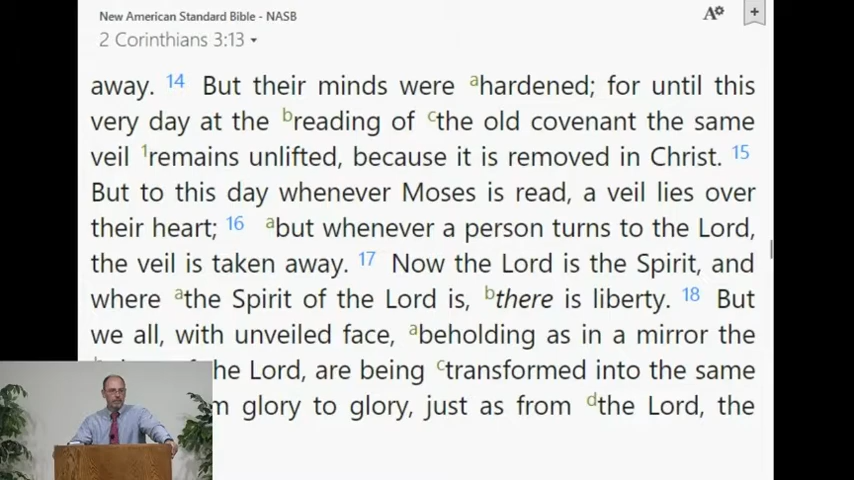 New American Standard Bible - NASB
2 Corinthians 3:13
away. 14 But their minds were ahardened; for until this
very day at the breading of cthe old covenant the same
veil 1remains unlifted, because it is removed in Christ. 15
But to this day whenever Moses is read, a veil lies over
their heart; 16 abut whenever a person turns to the Lord,
the veil is taken away. 17 Now the Lord is the Spirit, and
where athe Spirit of the Lord is, bthere is liberty. 18 But
we all, with unveiled face, abeholding as in a mirror the
the Lord, are being ctransformed into the same
glory to glory, just as from dthe Lord, the